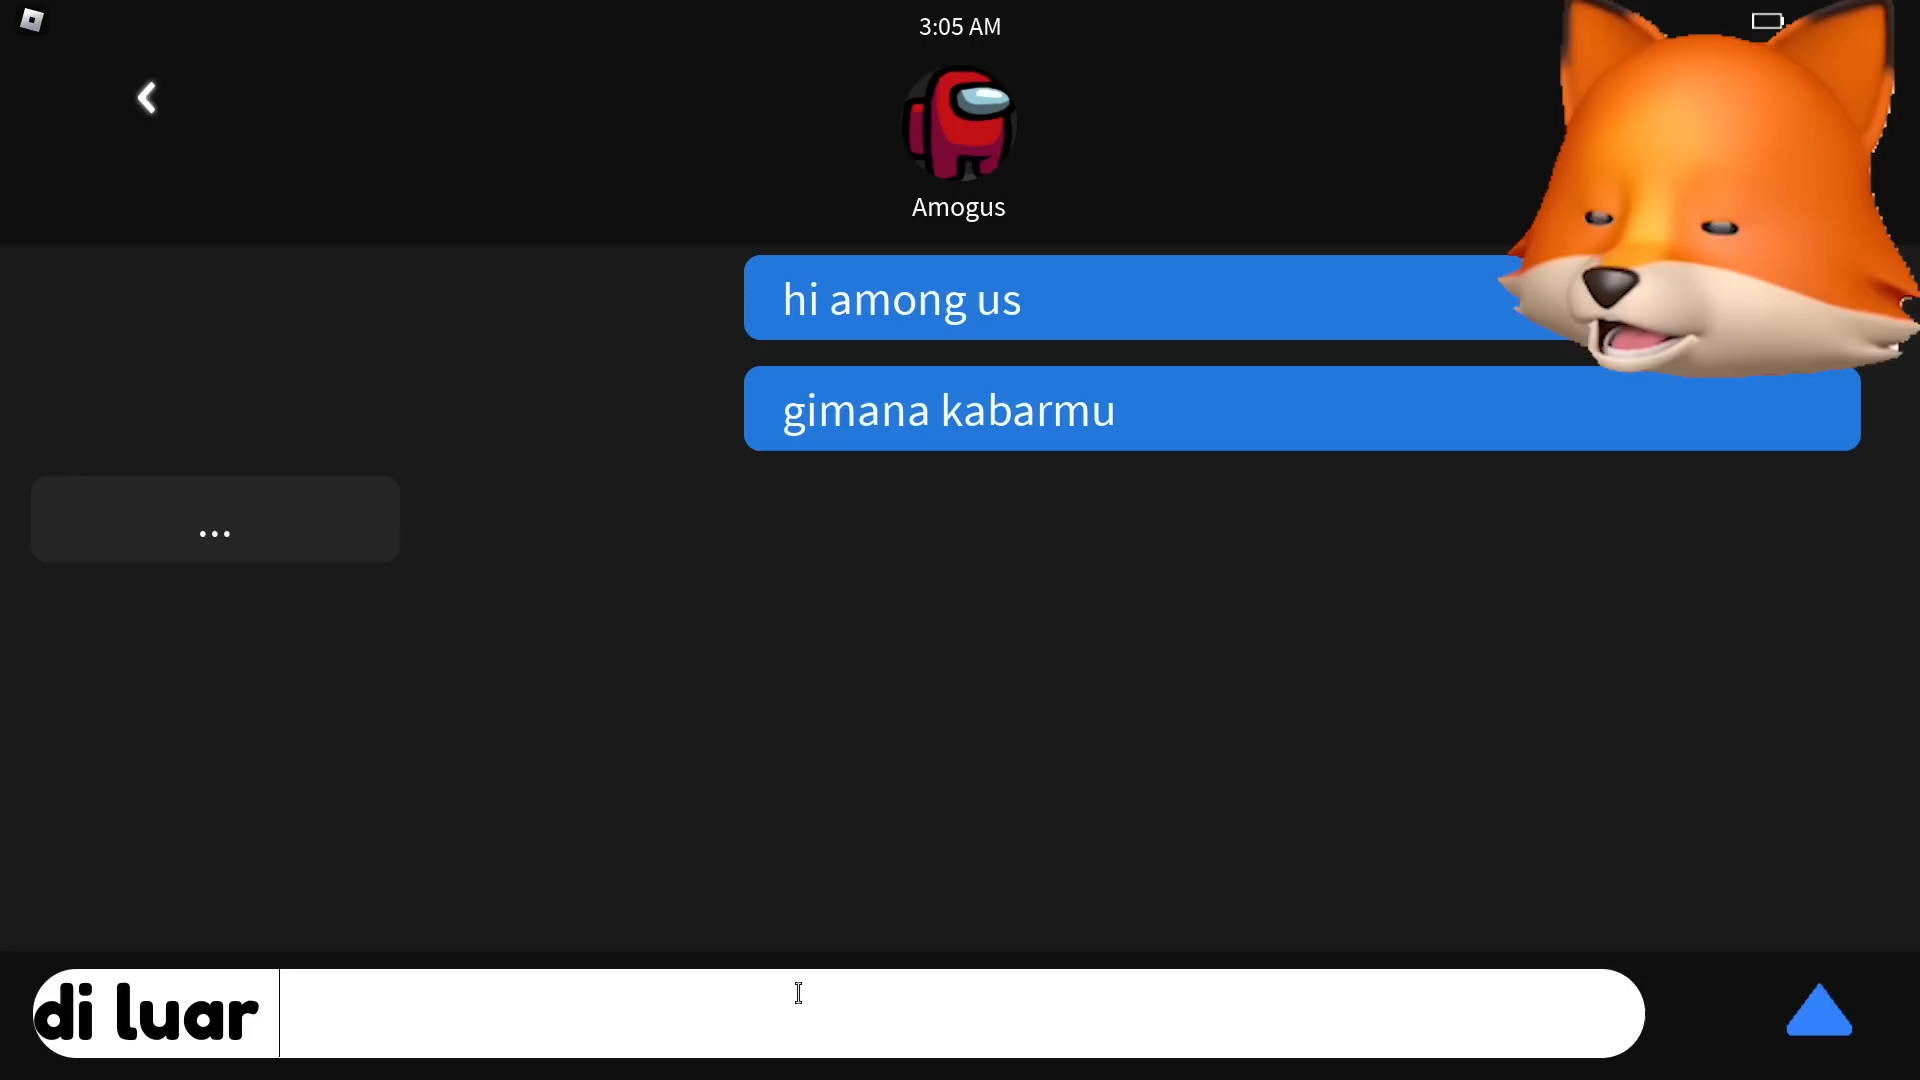 3:05 AM
Amogus
hi among us
gimana kabarmu
...
di luar